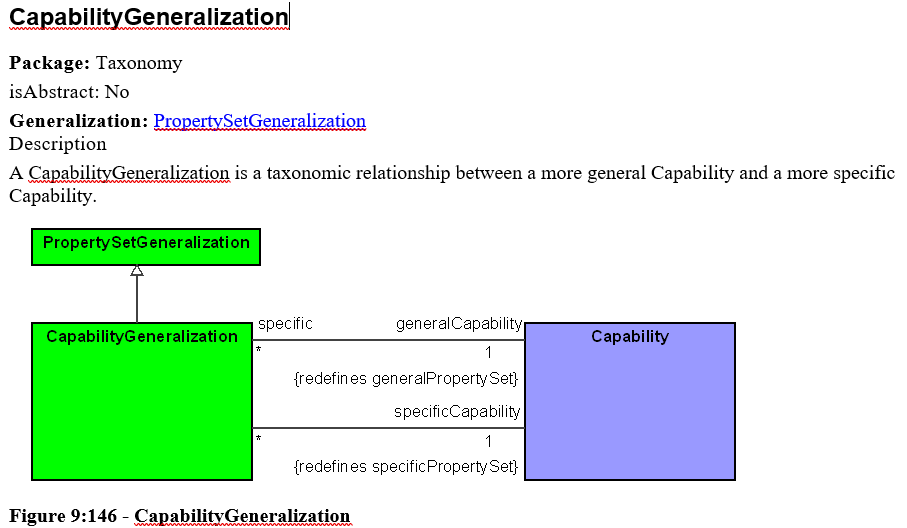 CapabilityGeneralization
Package: Taxonomy
isAbstract: No
Generalization: PropertySetGeneralization
Description
A CapabilityGeneralization is a taxonomic relationship between a more general Capability and a more specific
Capability.
PropertySetGeneralization
CapabilityGeneralization
specific
generalCapability
Capability
*
1
{redefines generalPropertySet}
specificCapability
*
1
{redefines specificPropertySet}
Figure 9:146 - CapabilityGeneralization